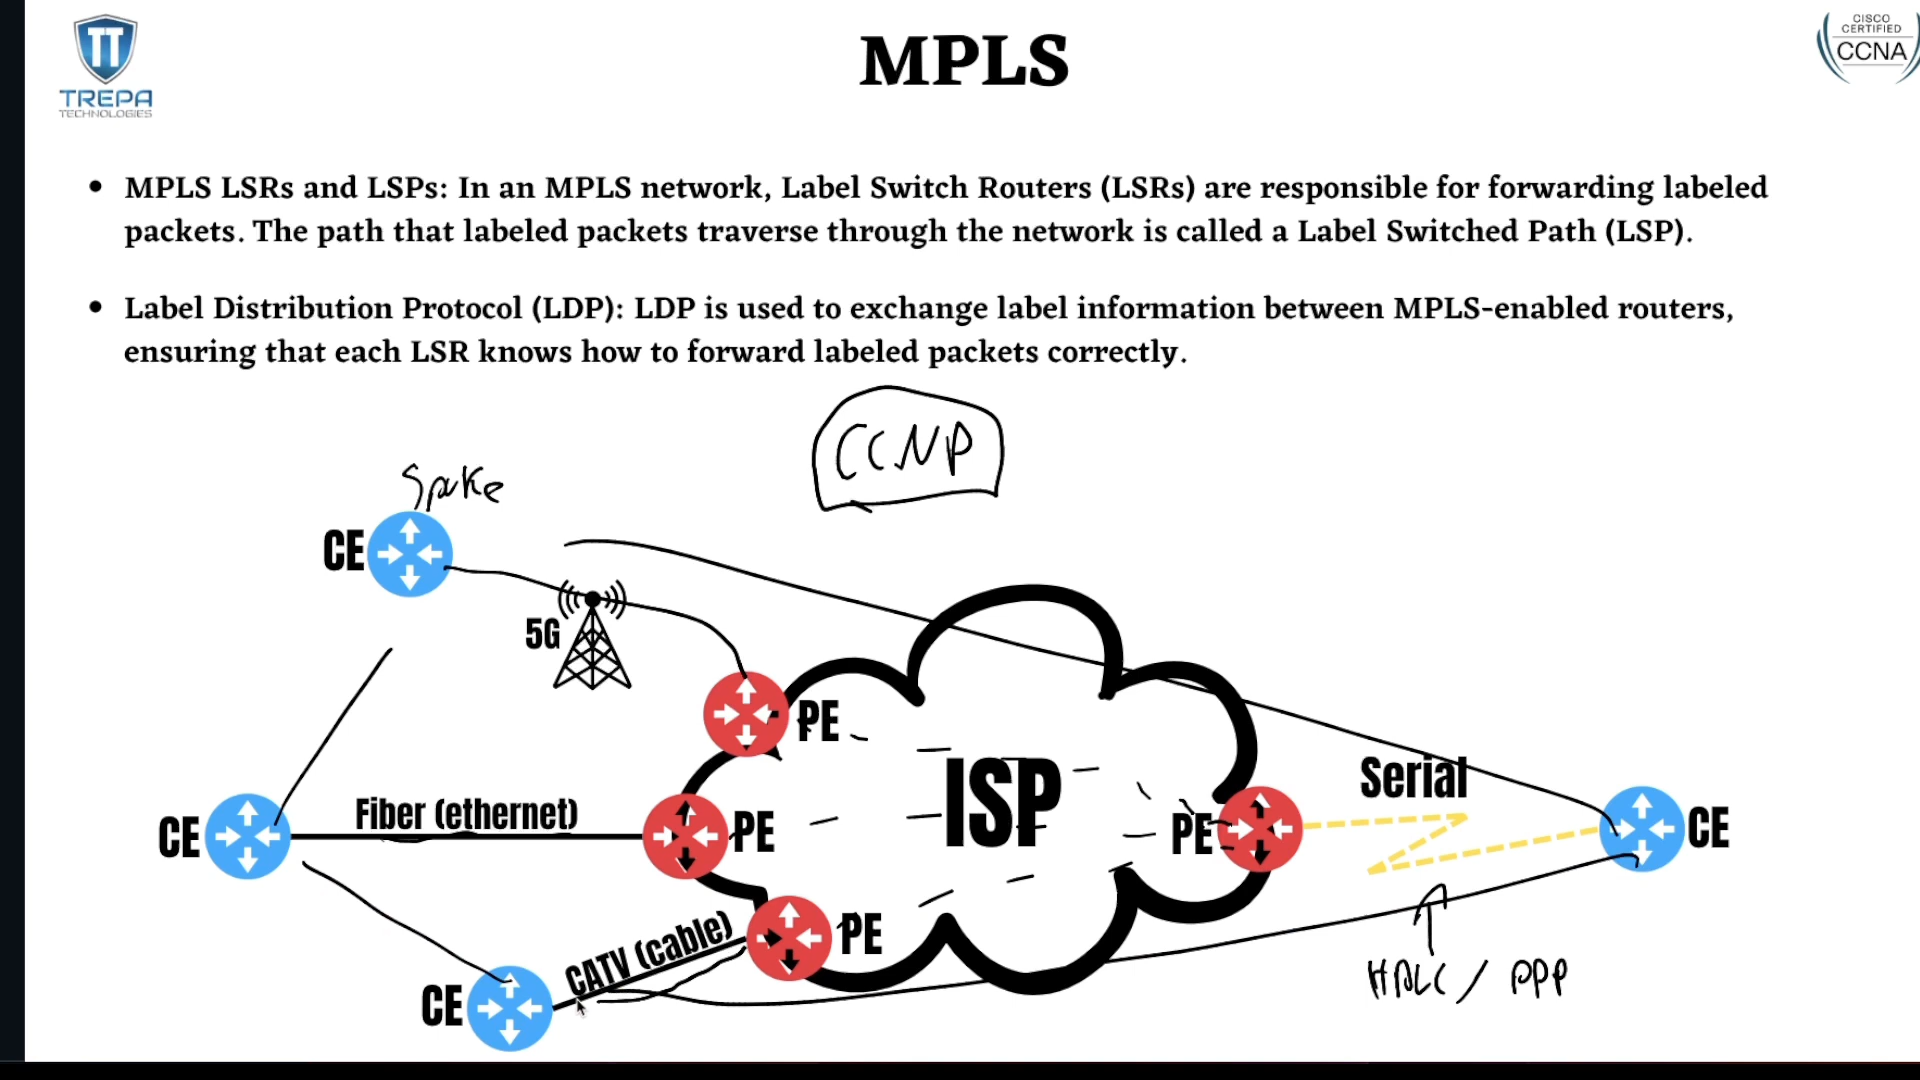 TREPA
TECHNOLOGIES
MPLS
CISCO
CERTIFIED
CCNA
• MPLS LSRs and LSPs: In an MPLS network, Label Switch Routers (LSRs) are responsible for forwarding labeled
packets. The path that labeled packets traverse through the network is called a Label Switched Path (LSP).
• Label Distribution Protocol (LDP): LDP is used to exchange label information between MPLS-enabled routers,
ensuring that each LSR knows how to forward labeled packets correctly.
CCNP
Spoke
CE
5G
PE
ISP
Serial
CE
Fiber (ethernet)
PE
PE
CE
CATV (cable)
PE
CE
HDLC / PPP